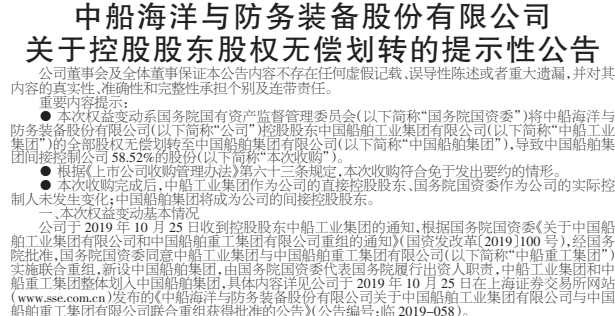 中船海洋与防务装备股份有限公司
关于控股股东股权无偿划转的提示性公告
公司董事会及全体董事保证本公告内容不存在任何虚假记载、误导性陈述或者重大遗漏,并对其
内容的真实性、准确性和完整性承担个别及连带责任。
重要内容提示:
● 本次权益变动系国务院国有资产监督管理委员会(以下简称“国务院国资委”)将中船海洋与
防务装备股份有限公司(以下简称“公司”)控股股东中国船舶工业集团有限公司(以下简称“中船工业
集团”)的全部股权无偿划转至中国船舶集团有限公司(以下简称“中国船舶集团”),导致中国船舶集
团间接控制公司 58.52%的股份(以下简称“本次收购”)。
● 根据《上市公司收购管理办法》第六十三条规定,本次收购符合免于发出要约的情形。
● 本次收购完成后,中船工业集团作为公司的直接控股股东、国务院国资委作为公司的实际控
制人未发生变化;中国船舶集团将成为公司的间接控股股东。
一、本次权益变动基本情况
公司于 2019 年 10 月 25 日收到控股股东中船工业集团的通知,根据国务院国资委《关于中国船
舶工业集团有限公司和中国船舶重工集团有限公司重组的通知》(国资发改革[2019]100 号),经国务
院批准,国务院国资委同意中船工业集团与中国船舶重工集团有限公司(以下简称“中船重工集团”)
实施联合重组,新设中国船舶集团,由国务院国资委代表国务院履行出资人职责,中船工业集团和中
船重工集团整体划入中国船舶集团,具体内容详见公司于 2019 年 10 月 25 日在上海证券交易所网站
(www.sse.com.cn)发布的《中船海洋与防务装备股份有限公司关于中国船舶工业集团有限公司与中国
船舶重工集团有限公司联合重组获得批准的公告》(公告编号:临 2019-058)。